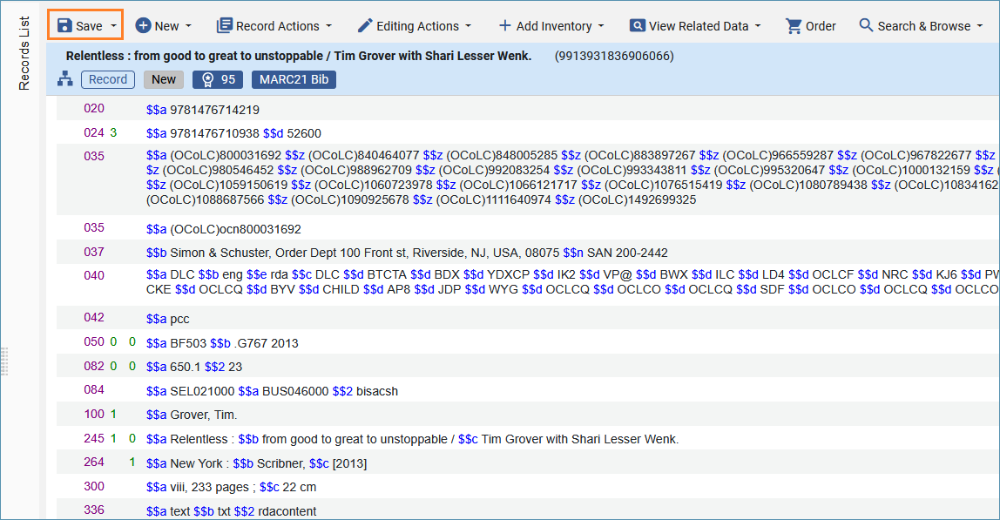 Records List
Save New Record Actions Editing Actions Add Inventory View Related Data Order Search & Browse
Relentless : from good to great to unstoppable / Tim Grover with Shari Lesser Wenk. (9913931836906066)
Record New 95 MARC21 Bib
020 $$a 9781476714219
024 3 $$a 9781476710938 $$d 52600
035 $$a (OCoLC)800031692 $$z (OCoLC)840464077 $$z (OCoLC)848005285 $$z (OCoLC)883897267 $$z (OCoLC)966559287 $$z (OCoLC)967822677 $$z
$z (OCoLC)980546452 $$z (OCoLC)988962709 $$z (OCoLC)992083254 $$z (OCoLC)993343811 $$z (OCoLC)995320647 $$z (OCoLC)1000132159 $$z (
$$z (OCoLC)1059150619 $$z (OCoLC)1060723978 $$z (OCoLC)1066121717 $$z (OCoLC)1076515419 $$z (OCoLC)1080789438 $$z (OCoLC)10834162
(OCoLC)1088687566 $$z (OCoLC)1090925678 $$z (OCoLC)1111640974 $$z (OCoLC)1492699325
035 $$a (OCoLC)ocn800031692
037 $$b Simon & Schuster, Order Dept 100 Front st, Riverside, NJ, USA, 08075 $$n SAN 200-2442
040 $$a DLC $$b eng $$e rda $$c DLC $$d BTCTA $$d BDX $$d YDXCP $$d IK2 $$d VP@ $$d BWX $$d ILC $$d LD4 $$d OCLCF $$d NRC $$d KJ6 $$d PW
CKE $$d OCLCQ $$d BYV $$d CHILD $$d AP8 $$d JDP $$d WYG $$d OCLCQ $$d OCLCO $$d OCLCQ $$d SDF $$d OCLCO $$d OCLCQ $$d OCLCO
042 $$a pcc
050 0 0 $$a BF503 $$b .G767 2013
082 0 0 $$a 650.1 $$2 23
084 $$a SEL021000 $$a BUS046000 $$2 bisacsh
100 1 $$a Grover, Tim.
245 1 0 $$a Relentless : $$b from good to great to unstoppable / $$c Tim Grover with Shari Lesser Wenk.
264 1 $$a New York : $$b Scribner, $$c [2013]
300 $$a viii, 233 pages ; $$c 22 cm
336 $$a text $$b txt $$2 rdacontent